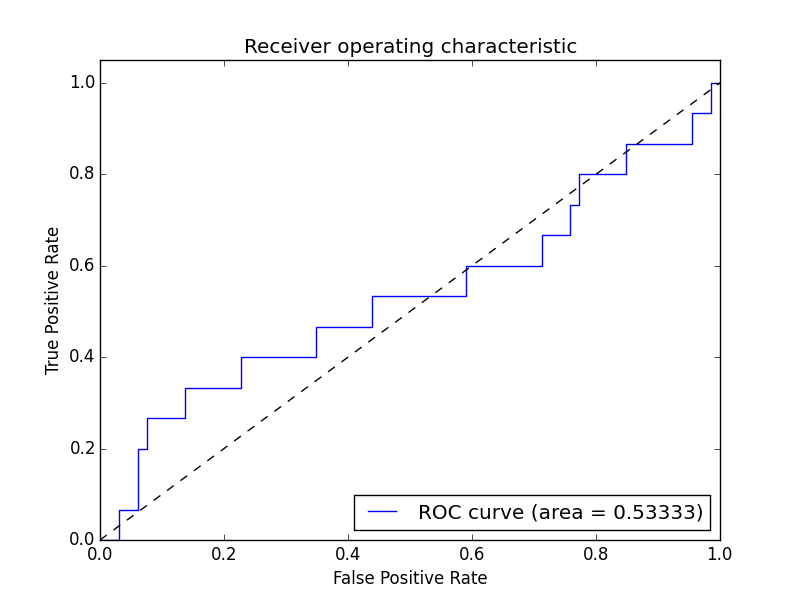 Receiver operating characteristic
1.0
0.8
0.6
0.4
0.2
0.0
True Positive Rate
ROC curve (area = 0.53333)
0.0 0.2 0.4 0.6 0.8 1.0
False Positive Rate